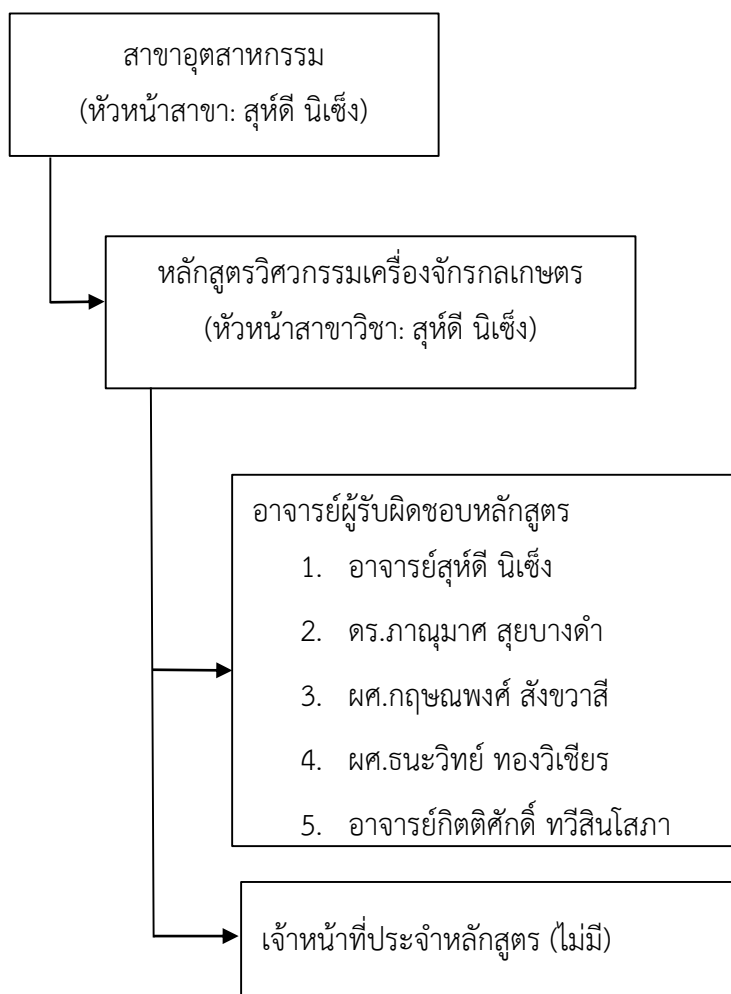 สาขาอุตสาหกรรม
(หัวหน้าสาขา: สุห์ดี นิเซ็ง)
หลักสูตรวิศวกรรมเครื่องจักรกลเกษตร
(หัวหน้าสาขาวิชา: สุห์ดี นิเซ็ง)
อาจารย์ผู้รับผิดชอบหลักสูตร
1. อาจารย์สุห์ดี นิเซ็ง
2. ดร.ภาณุมาศ สุยบางดำ
3. ผศ.กฤษณพงศ์ สังขวาสี
4. ผศ.ธนะวิทย์ ทองวิเชียร
5. อาจารย์กิตติศักดิ์ ทวีสินโสภา
เจ้าหน้าที่ประจำหลักสูตร (ไม่มี)